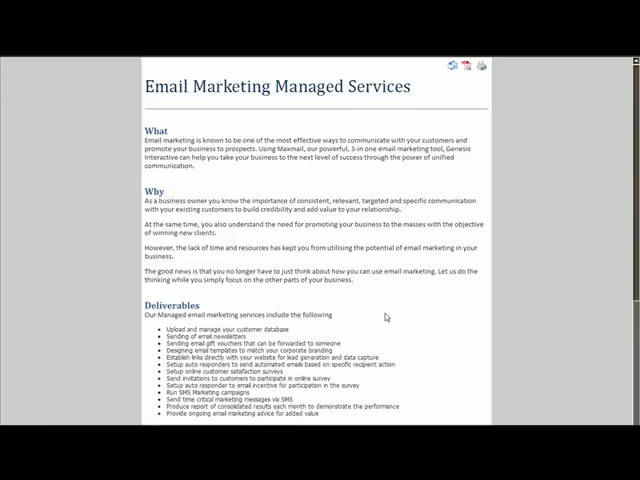 Email Marketing Managed Services
What
Email marketing is known to be one of the most effective ways to communicate with your customers and
promote your business to prospects. Using Maxmail, our powerful, 3-in one email marketing tool, Genesis
Interactive can help you take your business to the next level of success through the power of unified
communication.
Why
As a business owner you know the importance of consistent, relevant, targeted and specific communication
with your existing customers to build credibility and add value to your relationship.
At the same time, you also understand the need for promoting your business to the masses with the objective
of winning new clients.
However, the lack of time and resources has kept you from utilising the potential of email marketing in your
business.
The good news is that you no longer have to just think about how you can use email marketing. Let us do the
thinking while you simply focus on the other parts of your business.
Deliverables
Our Managed email marketing services include the following
Upload and manage your customer database
Sending of email newsletters
Sending email gift vouchers that can be forwarded to someone
Designing email templates to match your corporate branding
Establish links directly with your website for lead generation and data capture
Setup auto responders to send automated emails based on specific recipient action
Setup online customer satisfaction surveys
Send invitations to customers to participate in online survey
Setup auto responder to email incentive for participation in the survey
Run SMS Marketing campaigns
Send time critical marketing messages via SMS
Produce report of consolidated results each month to demonstrate the performance
Provide ongoing email marketing advice for added value